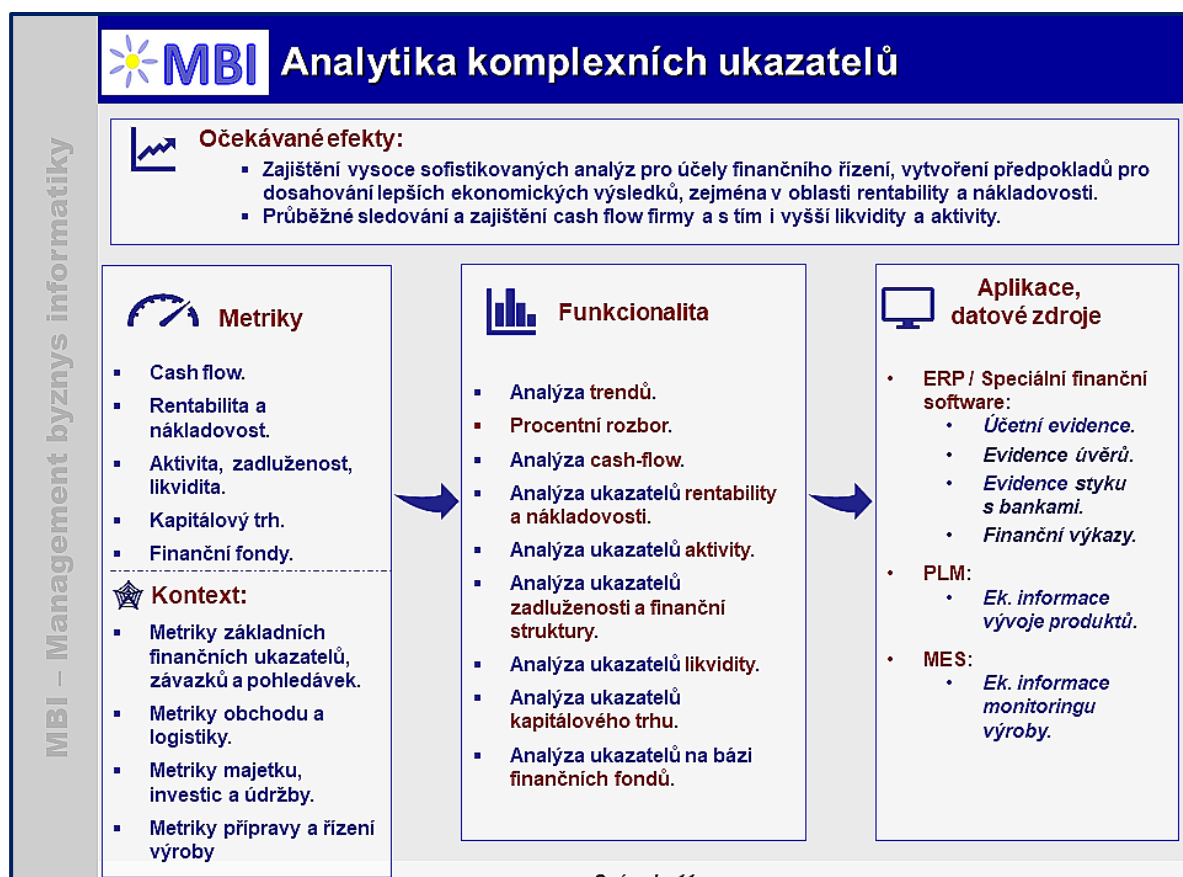 MBI – Management byznys informatiky
MBI
Analytika komplexních ukazatelů
Očekávané efekty:
▪ Zajištění vysoce sofistikovaných analýz pro účely finančního řízení, vytvoření předpokladů pro
dosahování lepších ekonomických výsledků, zejména v oblasti rentability a nákladovosti.
▪ Průběžné sledování a zajištění cash flow firmy a s tím i vyšší likvidity a aktivity.
Metriky
▪ Cash flow.
▪ Rentabilita a
nákladovost.
▪ Aktivita, zadluženost,
likvidita.
▪ Kapitálový trh.
▪ Finanční fondy.
Kontext:
▪ Metriky základních
finančních ukazatelů,
závazků a pohledávek.
▪ Metriky obchodu a
logistiky.
▪ Metriky majetku,
investic a údržby.
▪ Metriky přípravy a řízení
výroby
Funkcionalita
▪ Analýza trendů.
▪ Procentní rozbor.
▪ Analýza cash-flow.
▪ Analýza ukazatelů rentability
a nákladovosti.
▪ Analýza ukazatelů aktivity.
▪ Analýza ukazatelů
zadluženosti a finanční
struktury.
▪ Analýza ukazatelů likvidity.
▪ Analýza ukazatelů
kapitálového trhu.
▪ Analýza ukazatelů na bázi
finančních fondů.
Aplikace,
datové zdroje
• ERP / Speciální finanční
software:
• Účetní evidence.
• Evidence úvěrů.
• Evidence styku
s bankami.
• Finanční výkazy.
• PLM:
• Ek. informace
vývoje produktů.
• MES:
• Ek. informace
monitoringu
výroby.